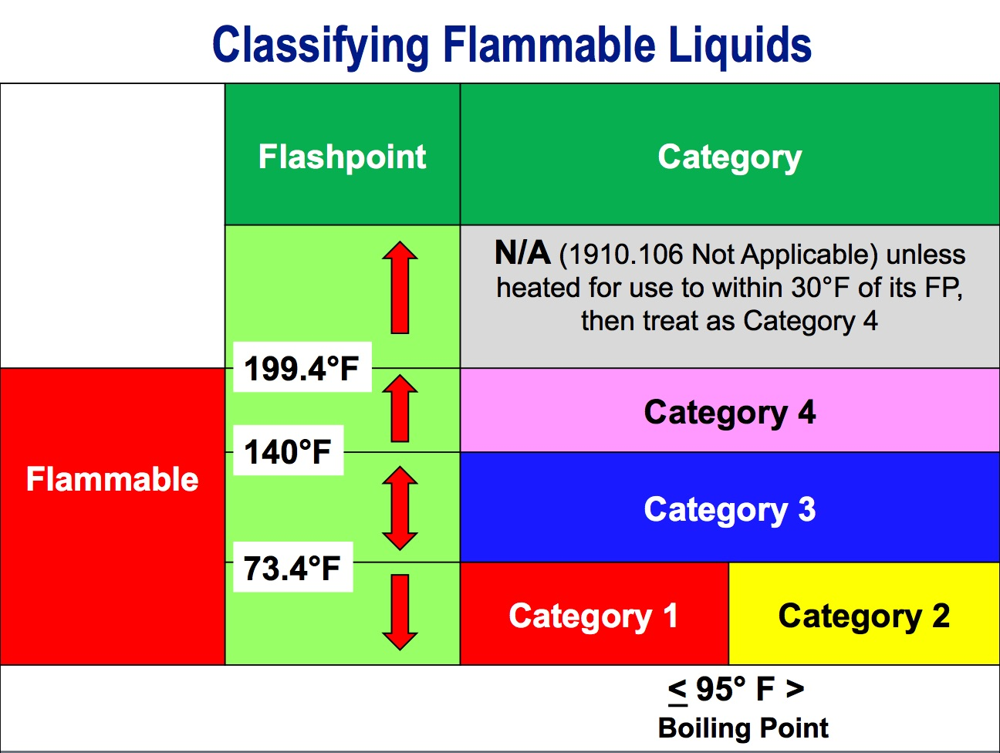 Classifying Flammable Liquids
Flashpoint
Category
N/A (1910.106 Not Applicable) unless
heated for use to within 30°F of its FP,
then treat as Category 4
199.4°F
Category 4
140°F
Flammable
Category 3
73.4°F
Category 1
Category 2
≤ 95° F >
Boiling Point